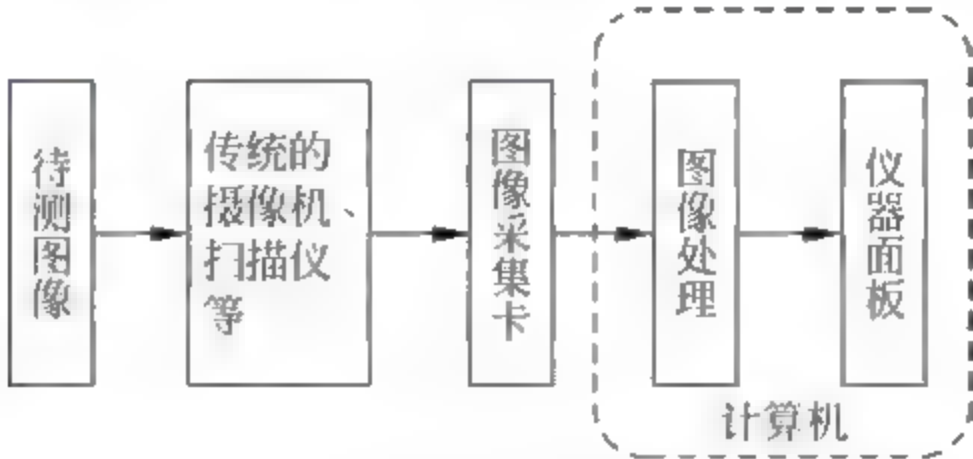 待测图像
传统的
摄像机、
扫描仪
等
图像采集卡
图像处理
仪器面板
计算机